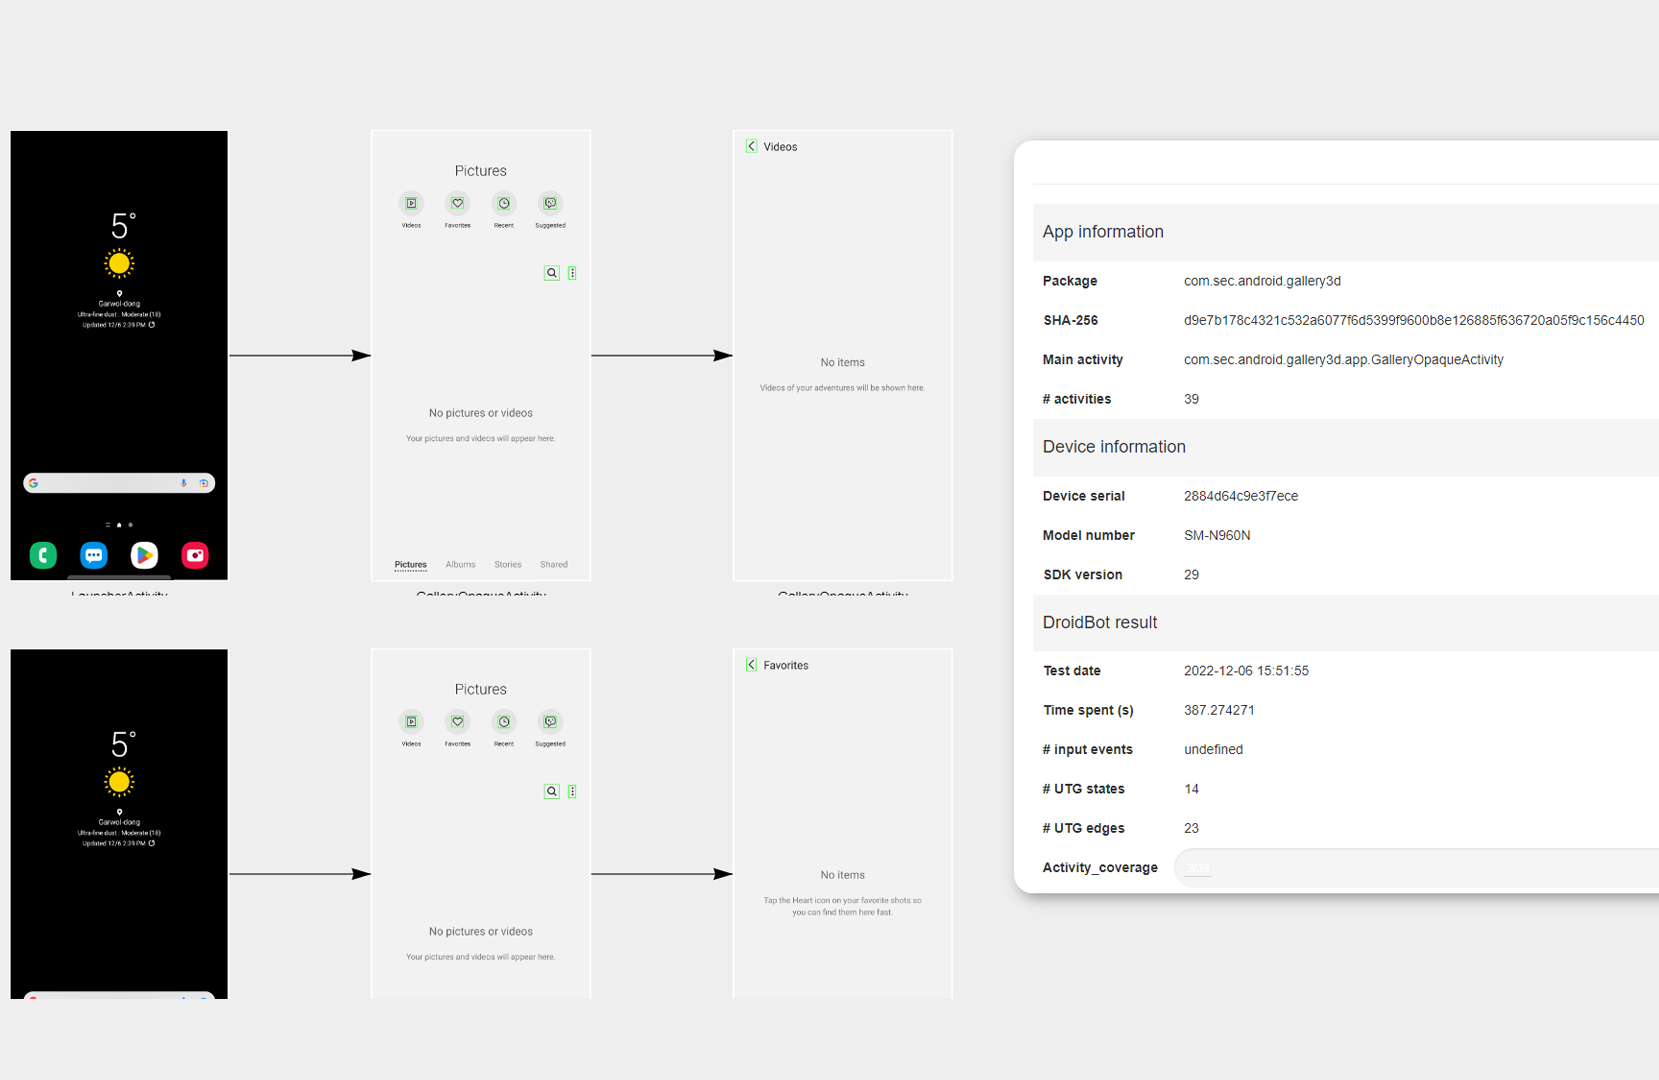 5°
Garwol-dong
Ultra-fine dust : Moderate (18)
Updated 12/6 2:39 PM
LauncherActivity
Pictures
Videos
Favorites
Recent
Suggested
No pictures or videos
Your pictures and videos will appear here.
Pictures
Albums
Stories
Shared
GalleryOpaqueActivity
Videos
No items
Videos of your adventures will be shown here.
GalleryOpaqueActivity
5°
Garwol-dong
Ultra-fine dust : Moderate (18)
Updated 12/6 2:39 PM
Pictures
Videos
Favorites
Recent
Suggested
No pictures or videos
Your pictures and videos will appear here.
Favorites
No items
Tap the Heart icon on your favorite shots so
you can find them here fast.
App information
Package com.sec.android.gallery3d
SHA-256 d9e7b178c4321c532a6077f6d5399f9600b8e126885f636720a05f9c156c4450
Main activity com.sec.android.gallery3d.app.GalleryOpaqueActivity
# activities 39
Device information
Device serial 2884d64c9e3f7ece
Model number SM-N960N
SDK version 29
DroidBot result
Test date 2022-12-06 15:51:55
Time spent (s) 387.274271
# input events undefined
# UTG states 14
# UTG edges 23
Activity_coverage